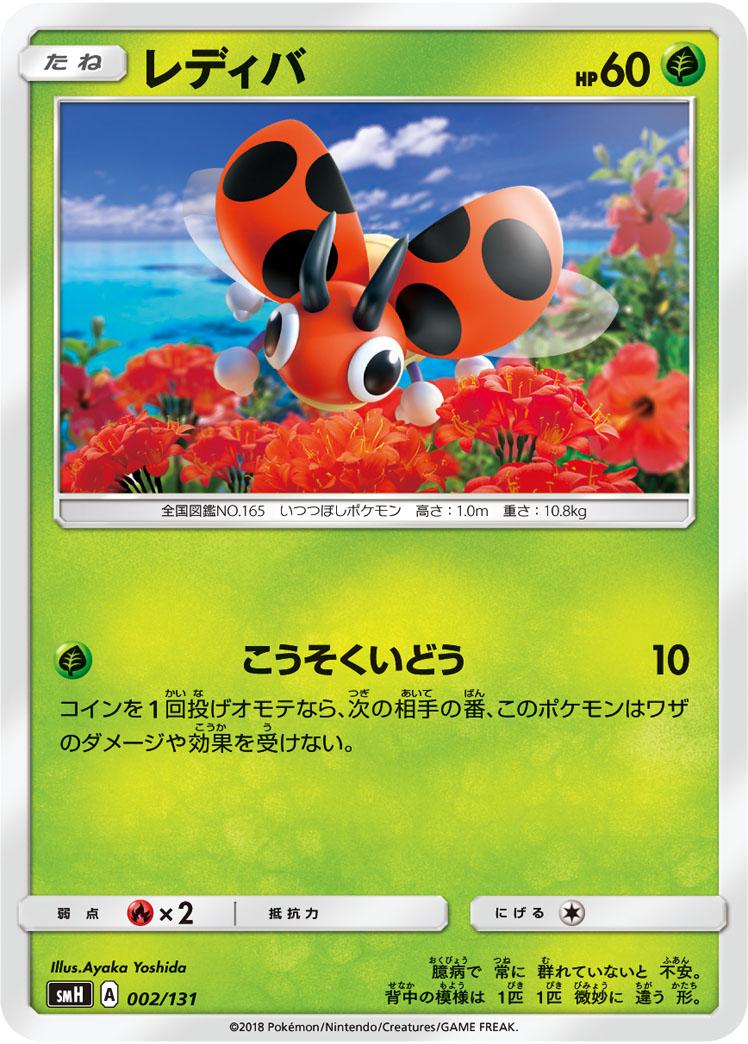 たね レディバ HP60
全国図鑑NO.165 いつつぼしポケモン 高さ:1.0m 重さ:10.8kg
こうそくいどう 10
コインを1回投げオモテなら、次の相手の番、このポケモンはワザ
のダメージや効果を受けない。
弱点 ×2 抵抗力 にげる
Illus.Ayaka Yoshida
臆病で 常に 群れていないと 不安。
背中の模様は 1匹 1匹 微妙に 違う 形。
SMH A 002/131
©2018 Pokémon/Nintendo/Creatures/GAME FREAK.